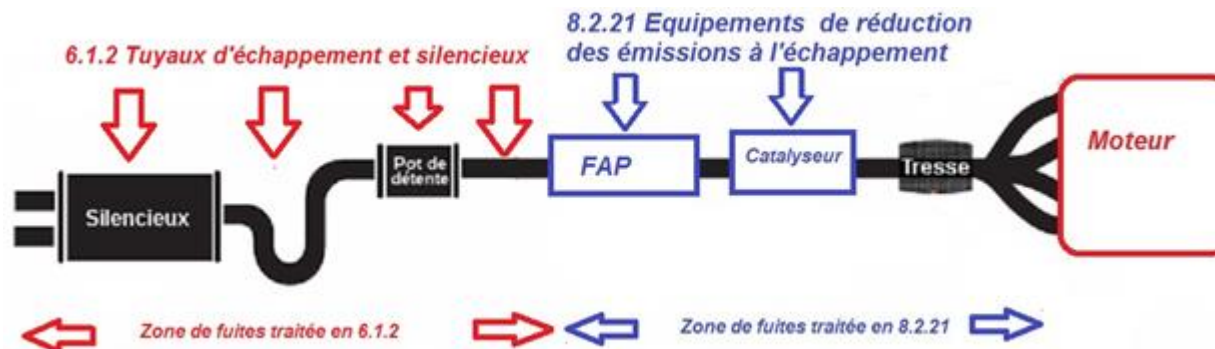 8.2.21 Equipements de réduction
des émissions à l'échappement
6.1.2 Tuyaux d'échappement et silencieux
Moteur
FAP
Catalyseur
Tresse
Pot de
détente
Silencieux
Zone de fuites traitée en 6.1.2
Zone de fuites traitée en 8.2.21